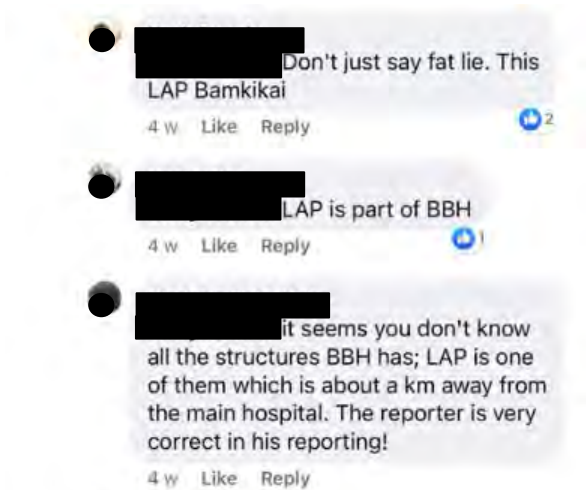 Don't just say fat lie. This
LAP Bamkikai
4 w Like Reply
2
LAP is part of BBH
4 w Like Reply
1
it seems you don't know
all the structures BBH has; LAP is one
of them which is about a km away from
the main hospital. The reporter is very
correct in his reporting!
4 w Like Reply